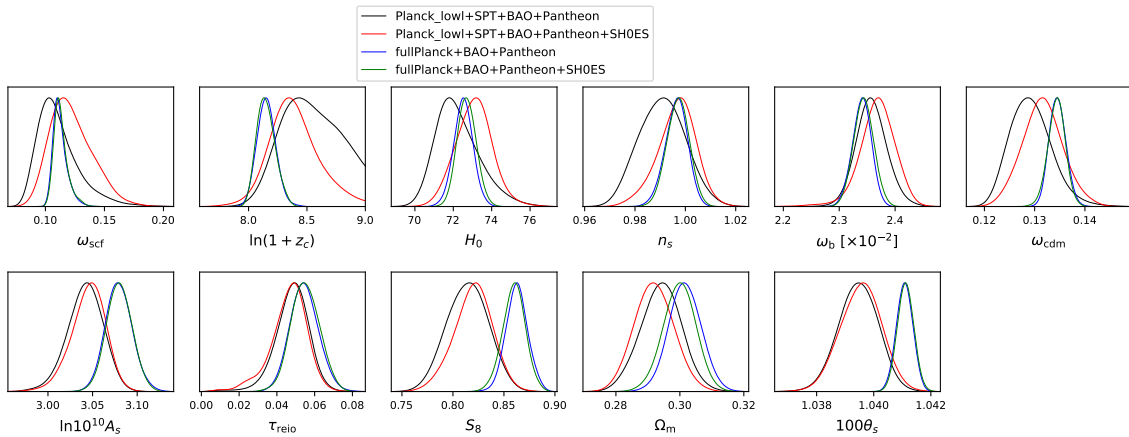 Planck_lowl+SPT+BAO+Pantheon
Planck_lowl+SPT+BAO+Pantheon+SH0ES
fullPlanck+BAO+Pantheon
fullPlanck+BAO+Pantheon+SH0ES
0.10 0.15 0.20 8.0 8.5 9.0 70 72 74 76 0.96 0.98 1.00 1.02 2.2 2.3 2.4 0.12 0.13 0.14
ω_scf ln(1 + z_c) H_0 n_s ω_b [×10^{-2}] ω_cdm
3.00 3.05 3.10 0.00 0.02 0.04 0.06 0.08 0.75 0.80 0.85 0.90 0.28 0.30 0.32 1.038 1.040 1.042
ln10^{10}A_s τ_reio S_8 Ω_m 100θ_s